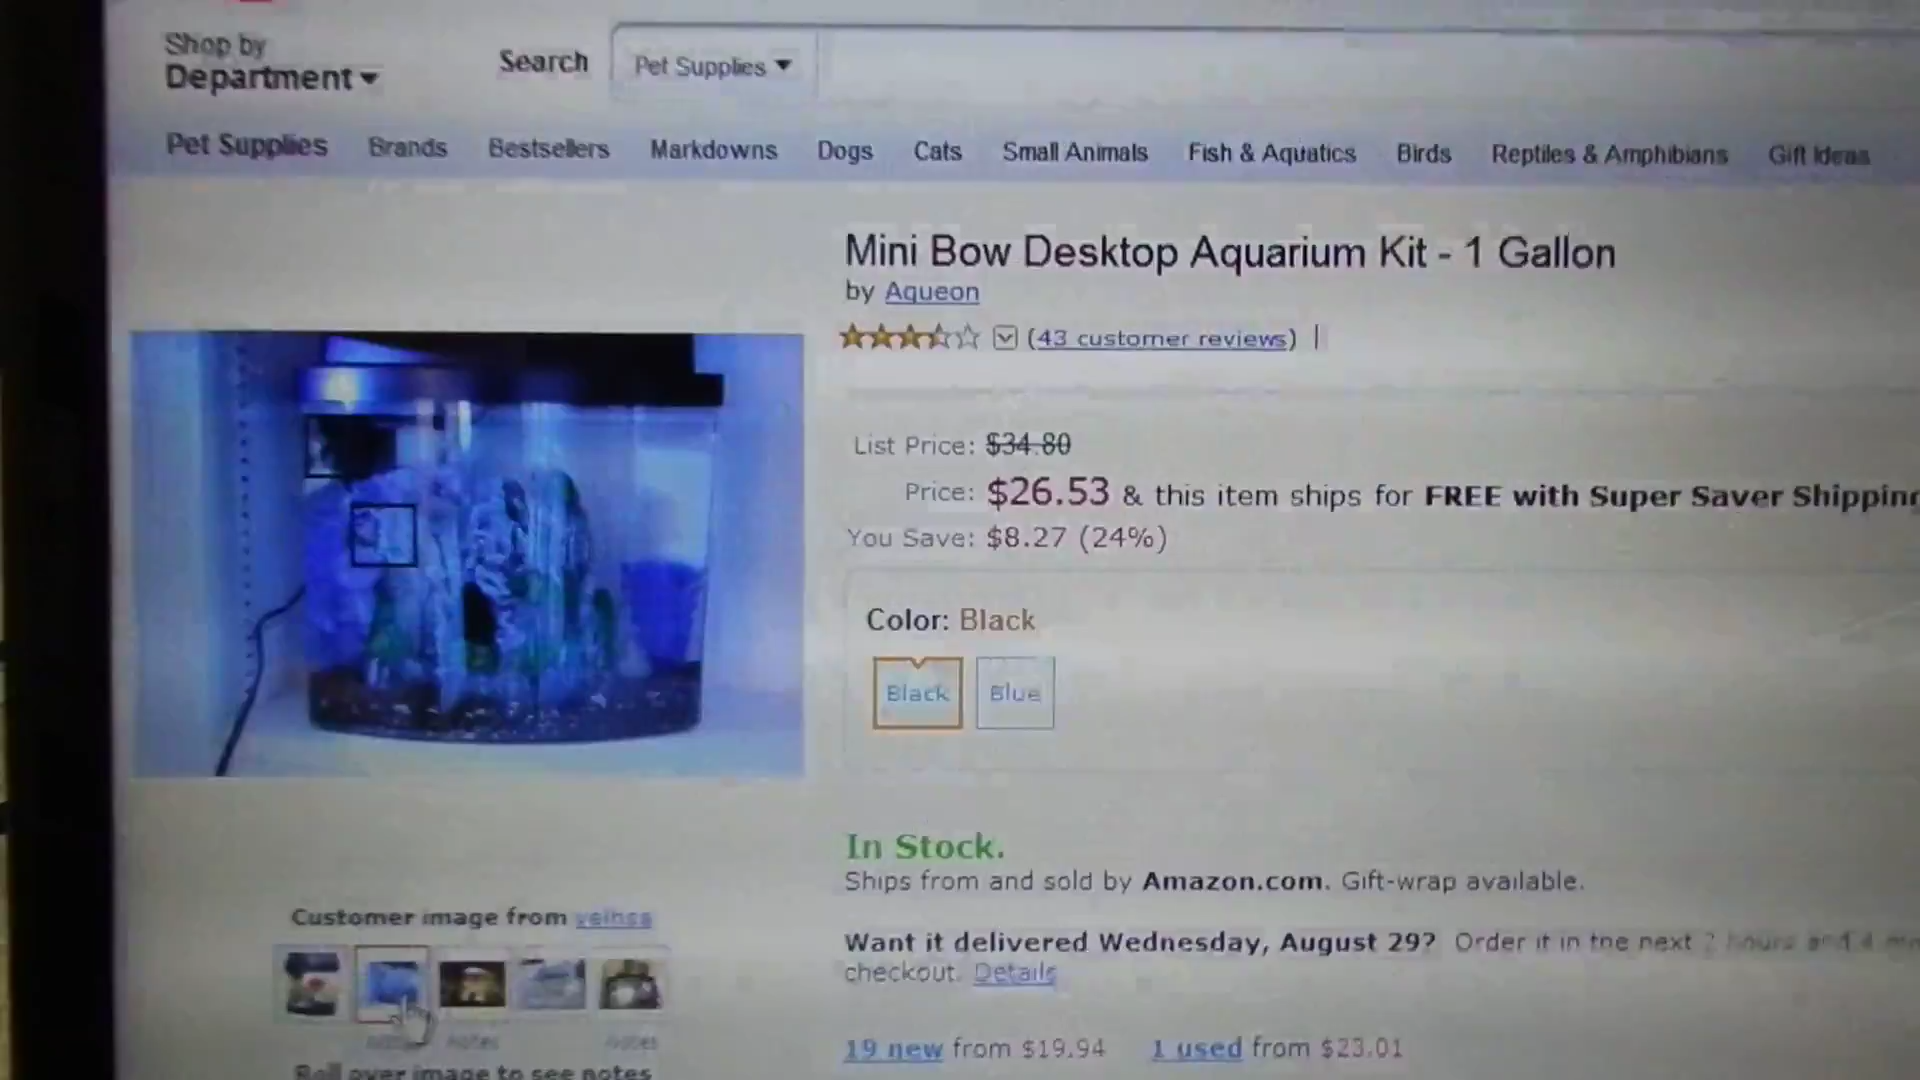 Shop by
Department
Search
Pet Supplies
Pet Supplies Brands Bestsellers Markdowns Dogs Cats Small Animals Fish & Aquatics Birds Reptiles & Amphibians Gift Ideas
Mini Bow Desktop Aquarium Kit - 1 Gallon
by Aqueon
(43 customer reviews) |
List Price: $34.80
Price: $26.53 & this item ships for FREE with Super Saver Shipping
You Save: $8.27 (24%)
Color: Black
Black Blue
In Stock.
Ships from and sold by Amazon.com. Gift-wrap available.
Customer image from
Want it delivered Wednesday, August 29? Order it in the next 2 hours and 4
checkout. Details
Notes Notes
19 new from $19.94 1 used from $23.01
Roll over image to see notes